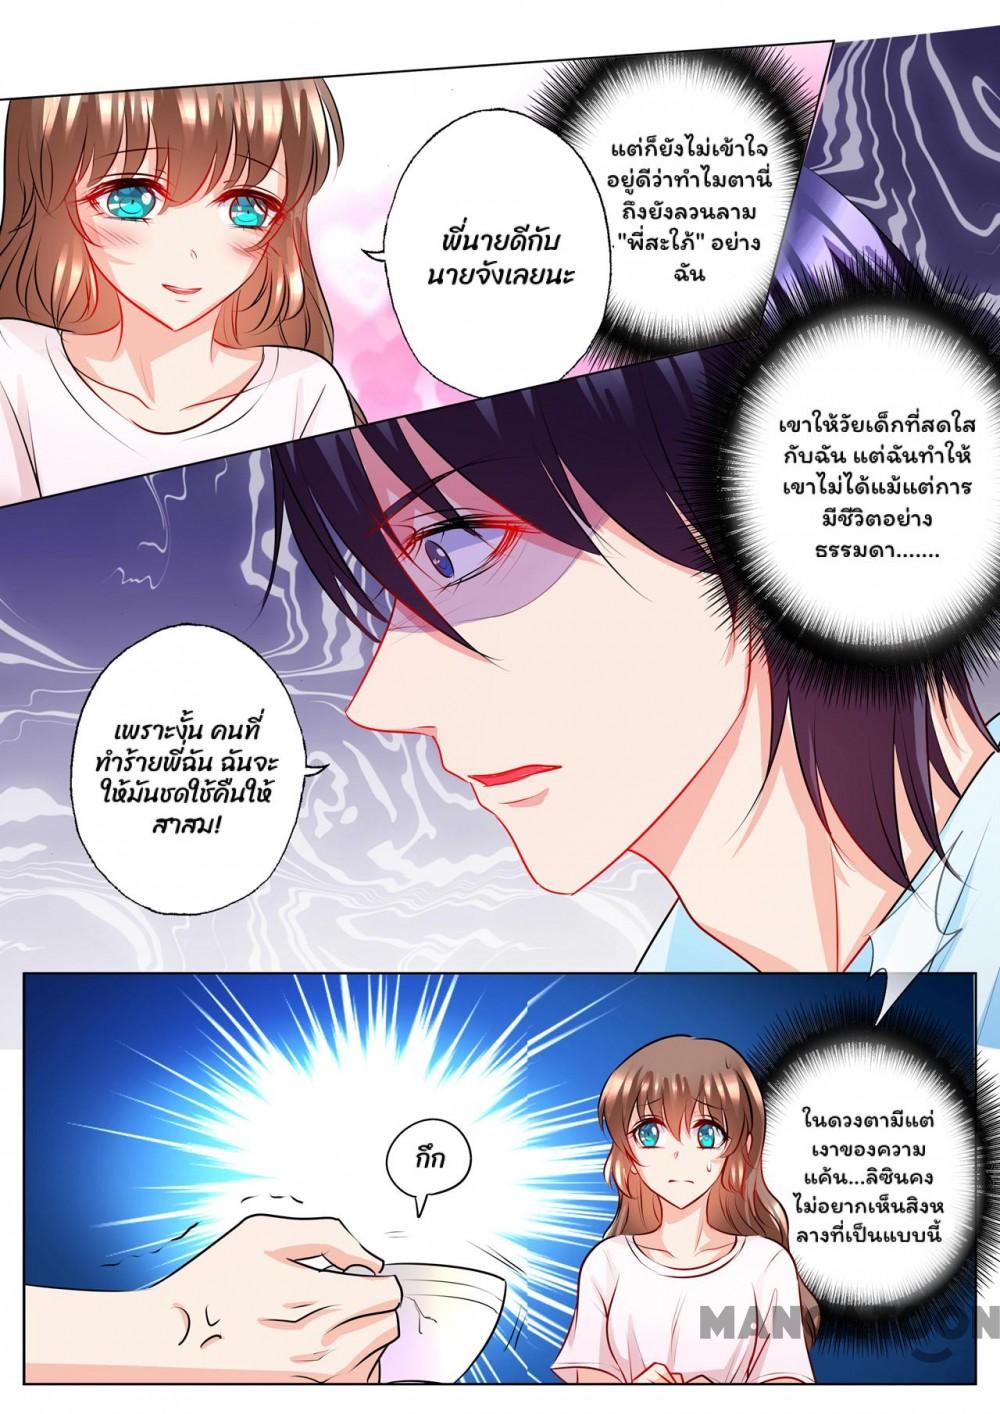 แต่ก็ยังไม่เข้าใจ
อยู่ดีว่าทำไมตานี่
ถึงยังลวนลาม
"พี่สะใภ้" อย่าง
ฉัน
พี่นายดีกับ
นายจังเลยนะ
เขาให้วัยเด็กที่สดใส
กับฉัน แต่ฉันทำให้
เขาไม่ได้แม้แต่การ
มีชีวิตอย่าง
ธรรมดา.......
เพราะงั้น คนที่
ทำร้ายพี่ฉัน ฉันจะ
ให้มันชดใช้คืนให้
สาสม!
กึก
ในดวงตามีแต่
เงาของความ
แค้น...ลิซินคง
ไม่อยากเห็นสิงห
ลางที่เป็นแบบนี้
MANGATOON